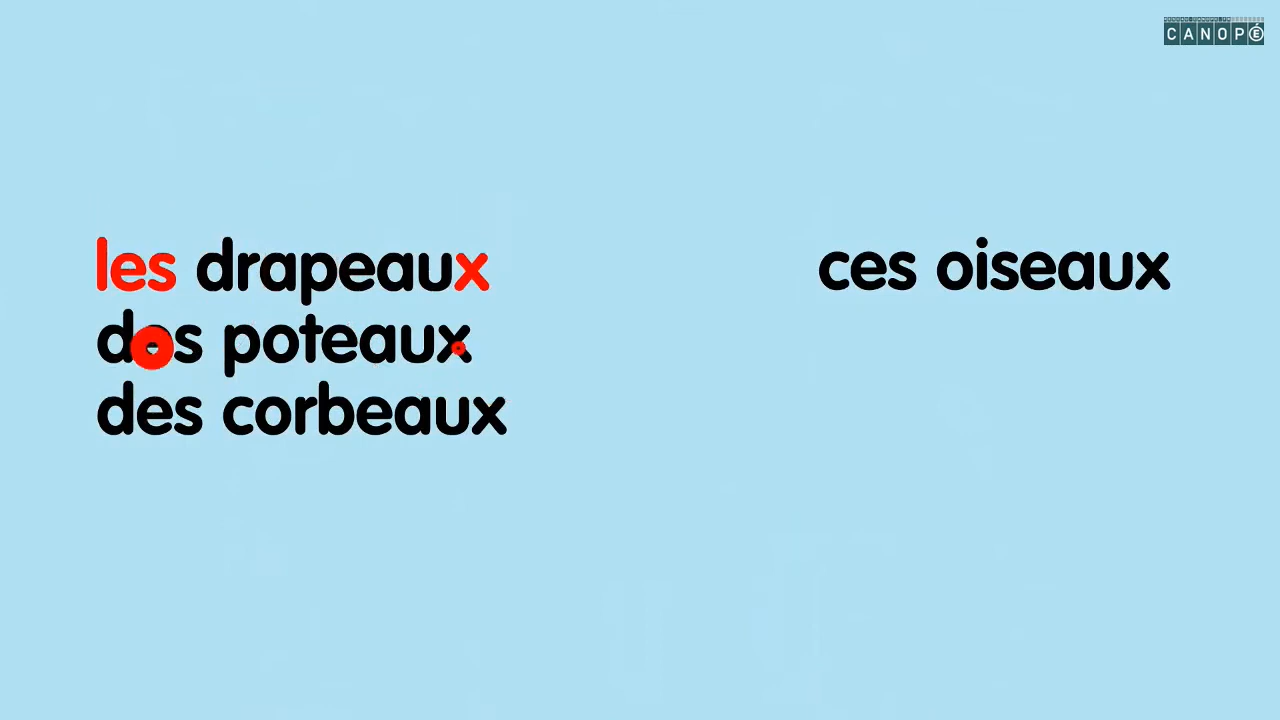 CANOPÉ
les drapeaux
ces oiseaux
des poteaux
des corbeaux